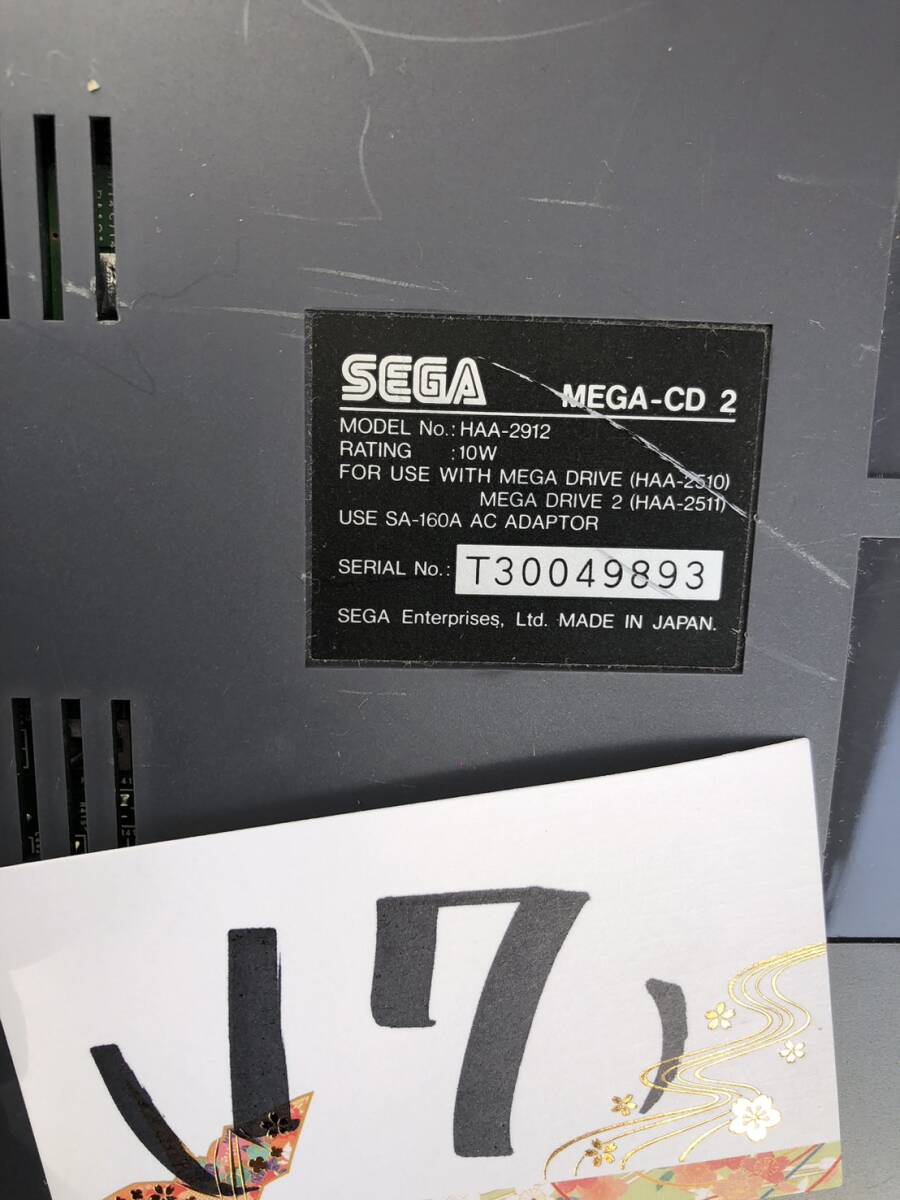 SEGA MEGA-CD 2
MODEL No.: HAA-2912
RATING :10W
FOR USE WITH MEGA DRIVE (HAA-2510)
MEGA DRIVE 2 (HAA-2511)
USE SA-160A AC ADAPTOR
SERIAL No.: T30049893
SEGA Enterprises, Ltd. MADE IN JAPAN.